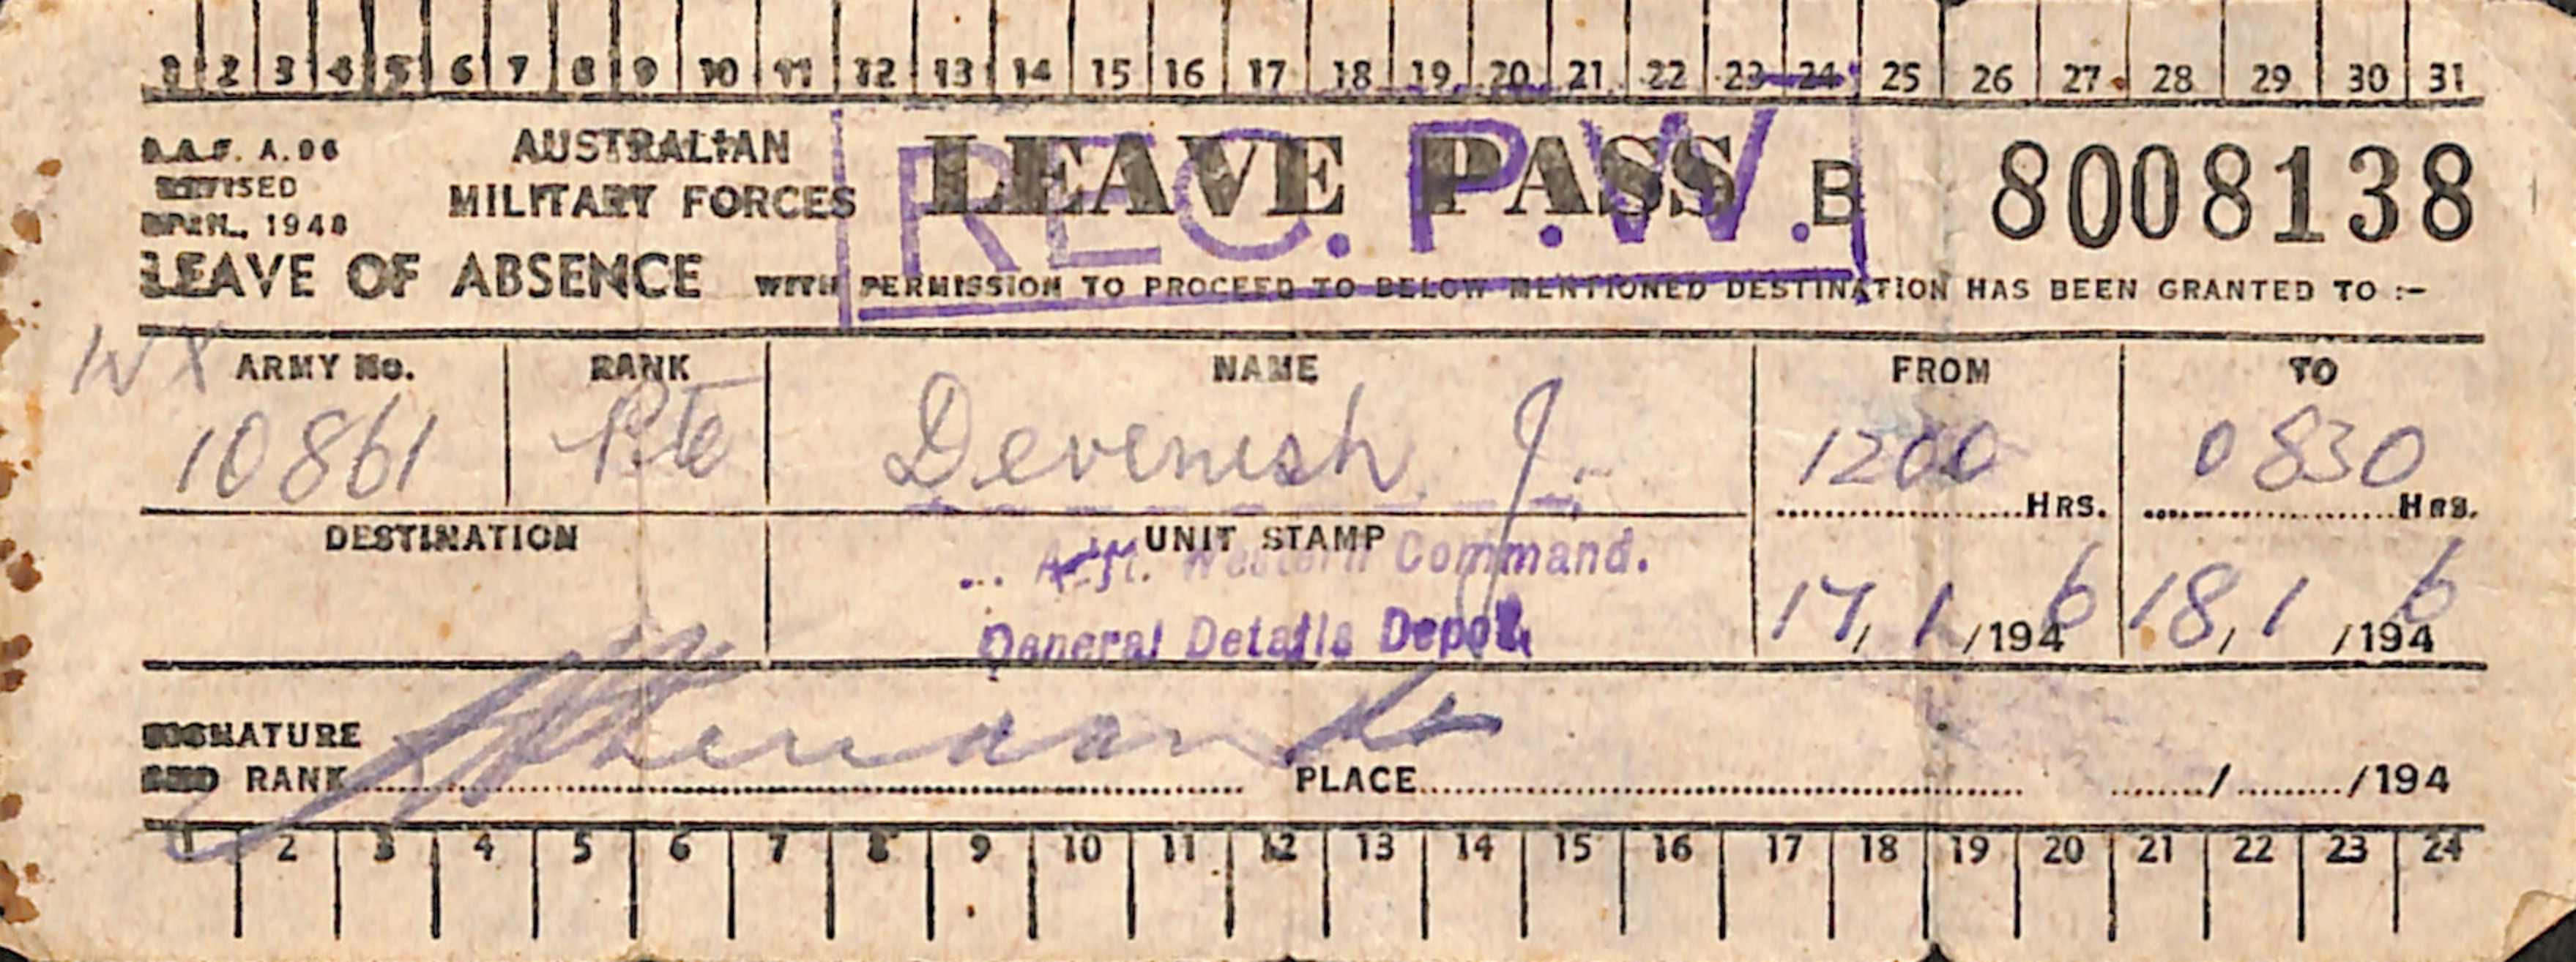 1 2 3 4 5 6 7 8 9 10 11 12 13 14 15 16 17 18 19 20 21 22 23 24 25 26 27 28 29 30 31
A.A.F. A.06
REVISED
1943
AUSTRALIAN
MILITARY FORCES
LEAVE PASS B 8008138
REC. P.W.
LEAVE OF ABSENCE WITH PERMISSION TO PROCEED TO BELOW MENTIONED DESTINATION HAS BEEN GRANTED TO :-
ARMY No. RANK NAME FROM TO
WX 10861 Pte Devenish J. 1200 HRS. 0830 HRS.
DESTINATION UNIT STAMP
Western Command.
General Details Depot.
17, 1 /1946 18, 1 /1946
SIGNATURE
AND RANK PLACE / /194
1 2 3 4 5 6 7 8 9 10 11 12 13 14 15 16 17 18 19 20 21 22 23 24